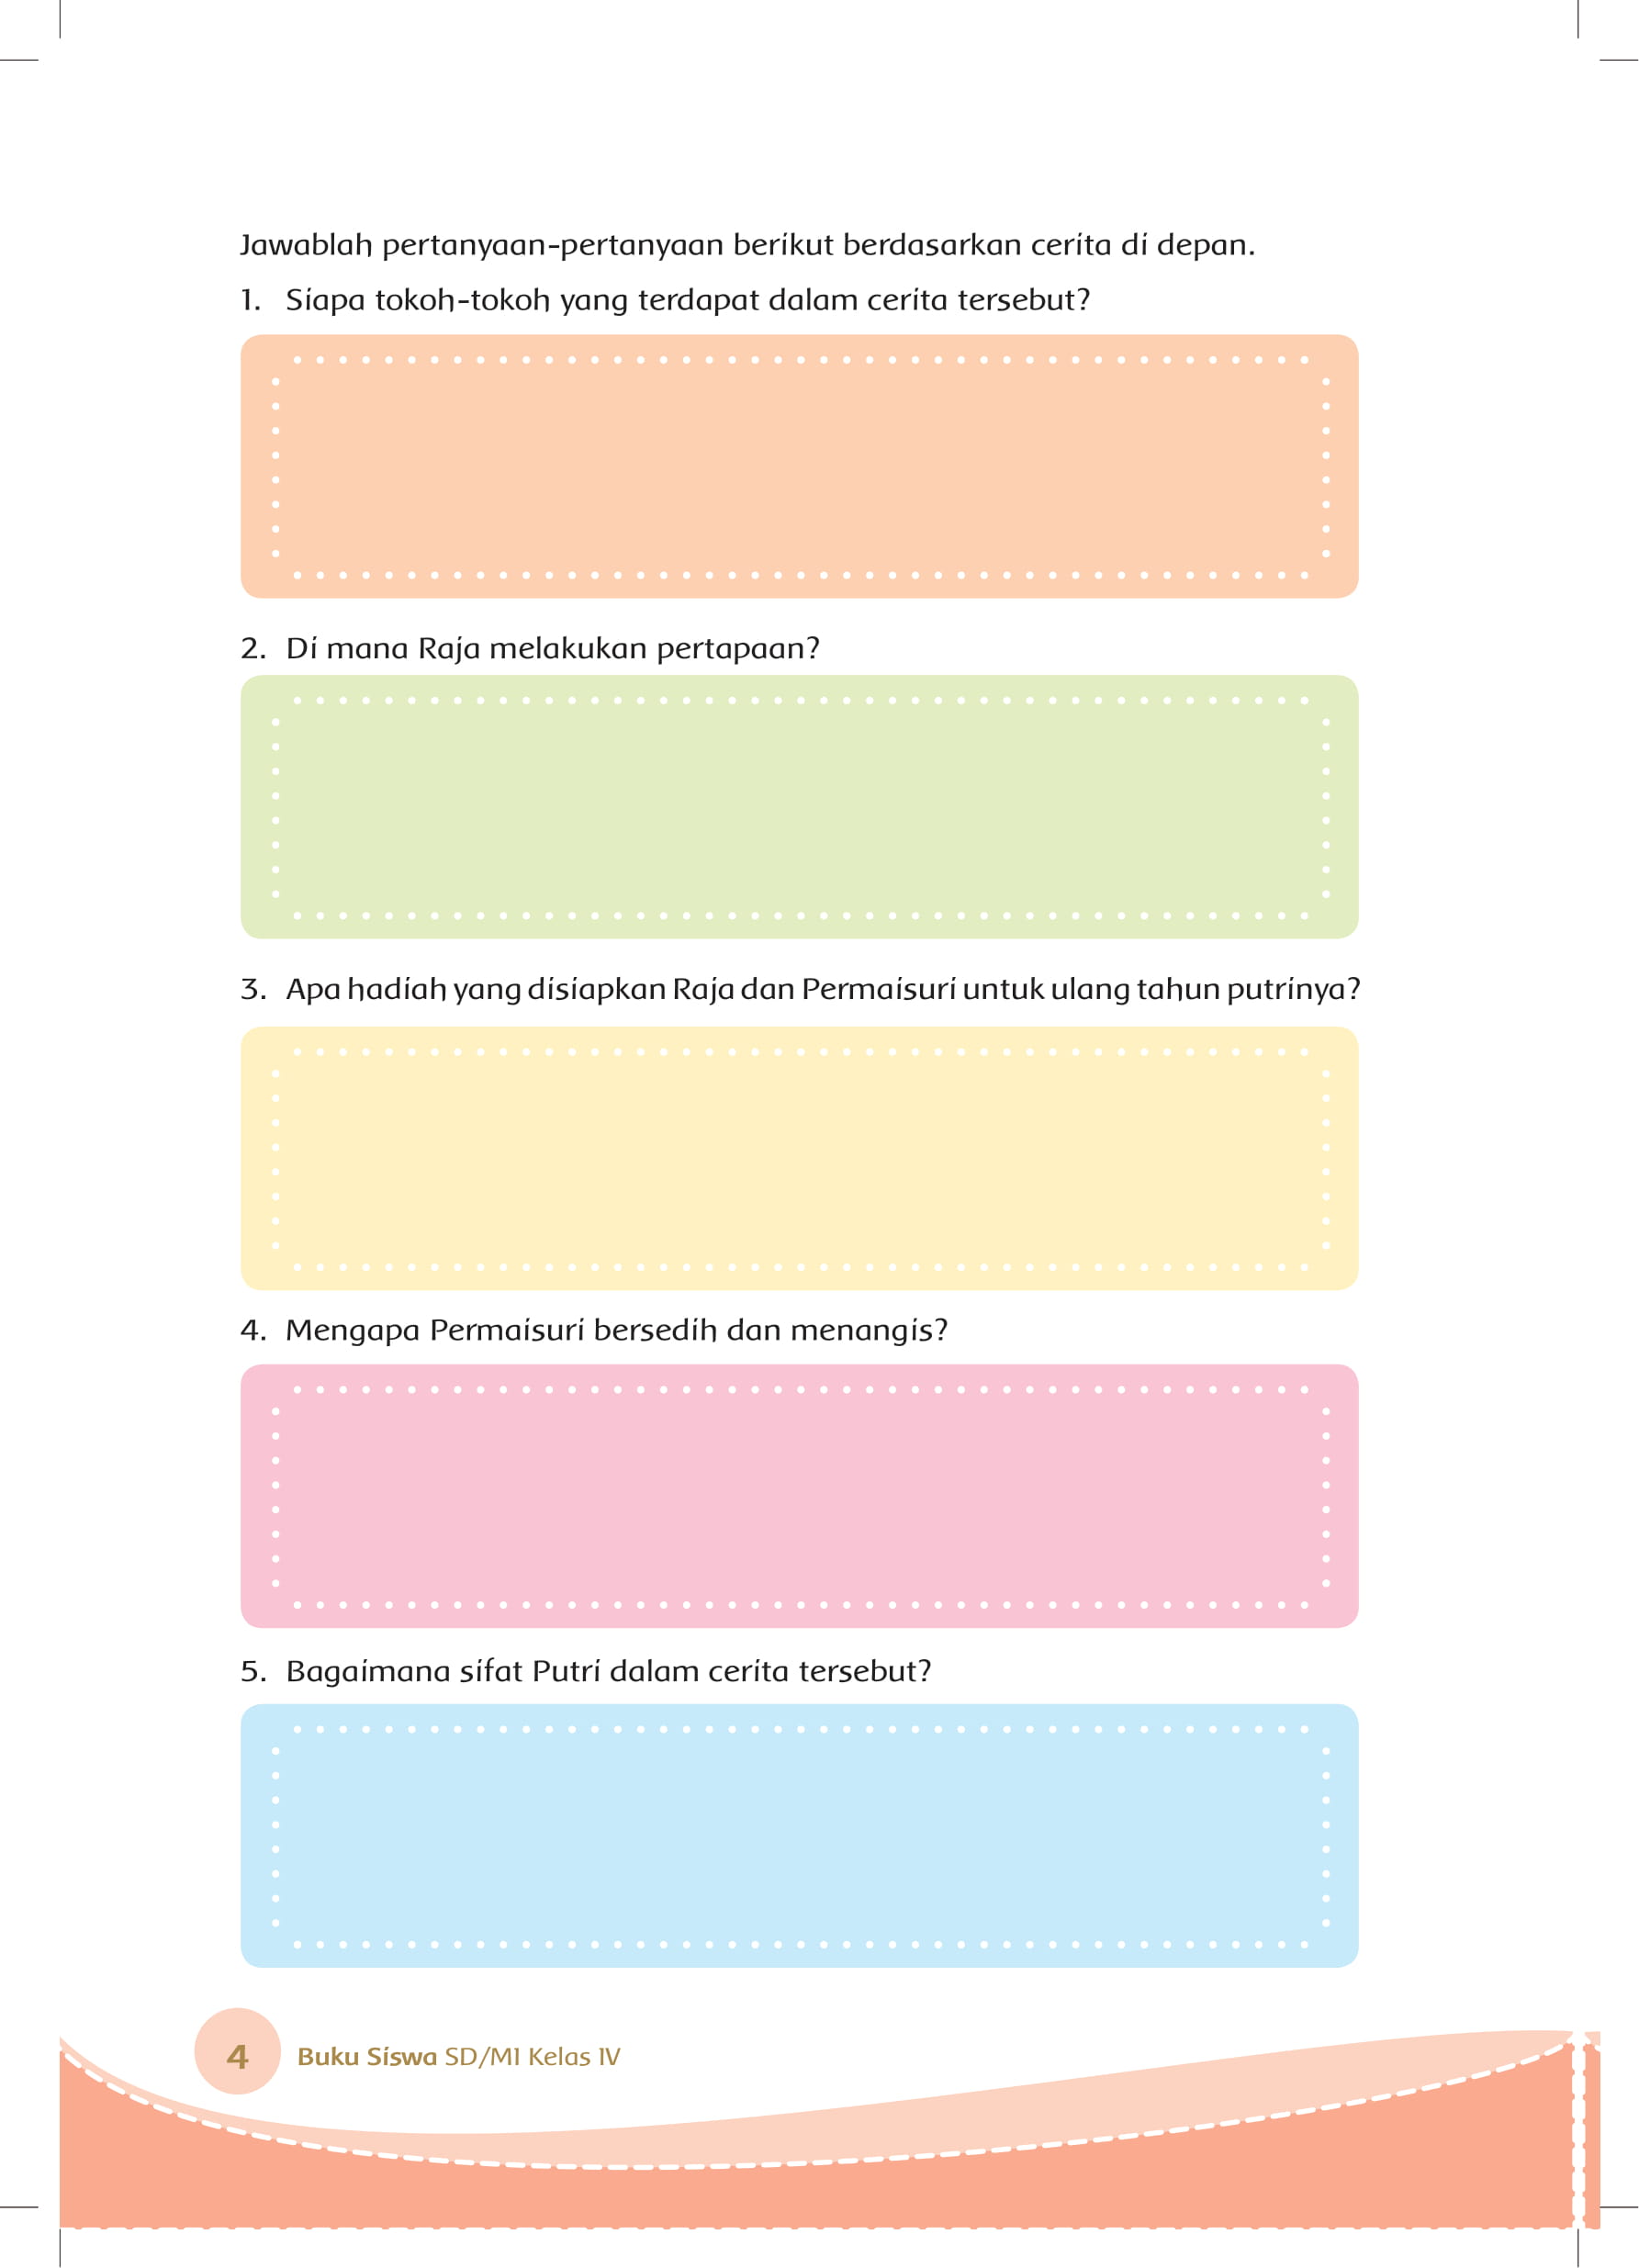 Jawablah pertanyaan-pertanyaan berikut berdasarkan cerita di depan.
1. Siapa tokoh-tokoh yang terdapat dalam cerita tersebut?
2. Di mana Raja melakukan pertapaan?
3. Apa hadiah yang disiapkan Raja dan Permaisuri untuk ulang tahun putrinya?
4. Mengapa Permaisuri bersedih dan menangis?
5. Bagaimana sifat Putri dalam cerita tersebut?
4 Buku Siswa SD/MI Kelas IV